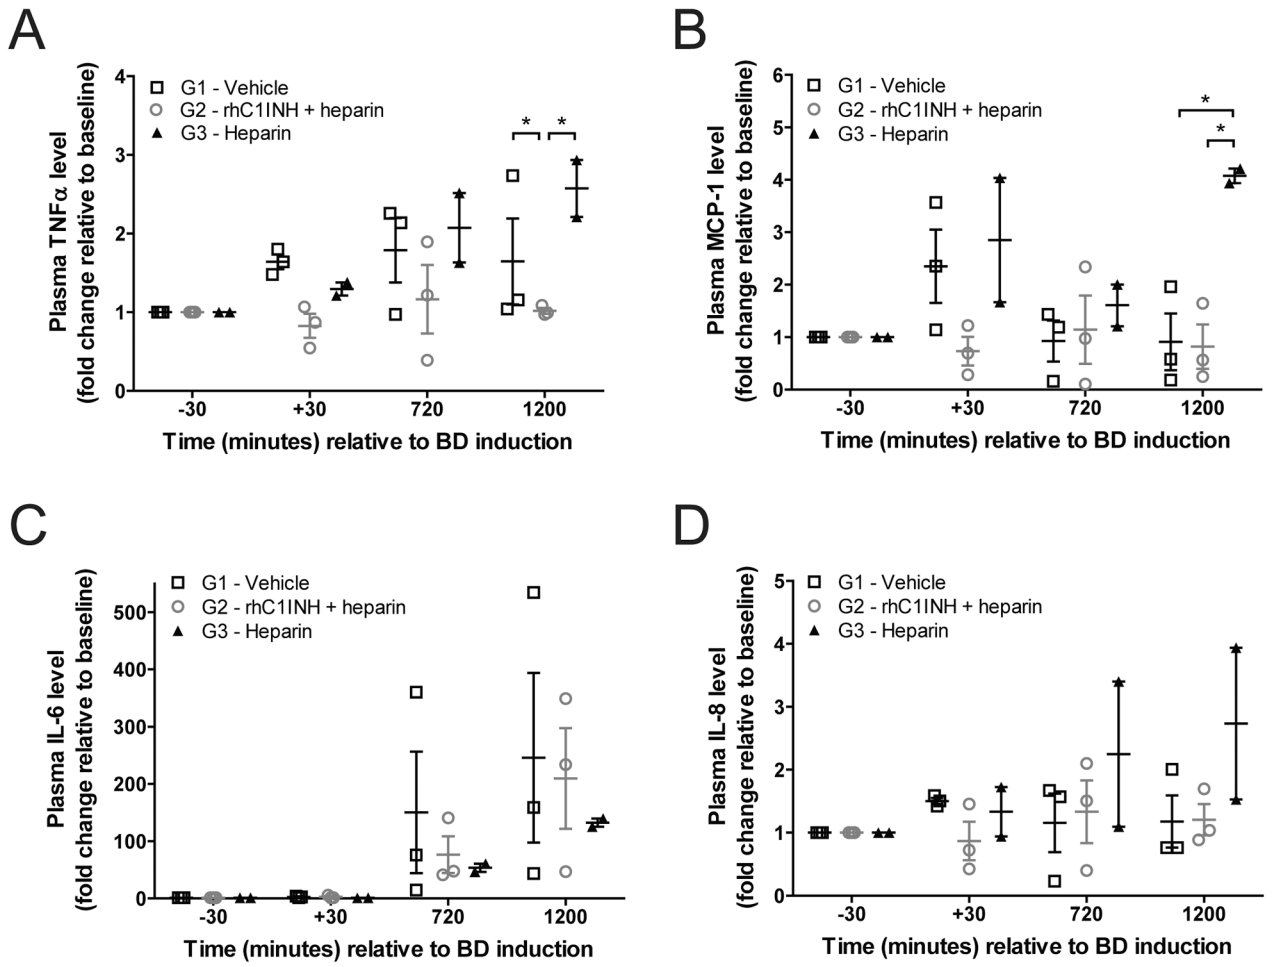 A
Plasma TNFα level
(fold change relative to baseline)
4
3
2
1
0
G1 - Vehicle
G2 - rhC1INH + heparin
G3 - Heparin
* *
-30 +30 720 1200
Time (minutes) relative to BD induction
B
Plasma MCP-1 level
(fold change relative to baseline)
6
5
4
3
2
1
0
G1 - Vehicle
G2 - rhC1INH + heparin
G3 - Heparin
*
*
-30 +30 720 1200
Time (minutes) relative to BD induction
C
Plasma IL-6 level
(fold change relative to baseline)
500
400
300
200
100
0
G1 - Vehicle
G2 - rhC1INH + heparin
G3 - Heparin
-30 +30 720 1200
Time (minutes) relative to BD induction
D
Plasma IL-8 level
(fold change relative to baseline)
5
4
3
2
1
0
G1 - Vehicle
G2 - rhC1INH + heparin
G3 - Heparin
-30 +30 720 1200
Time (minutes) relative to BD induction